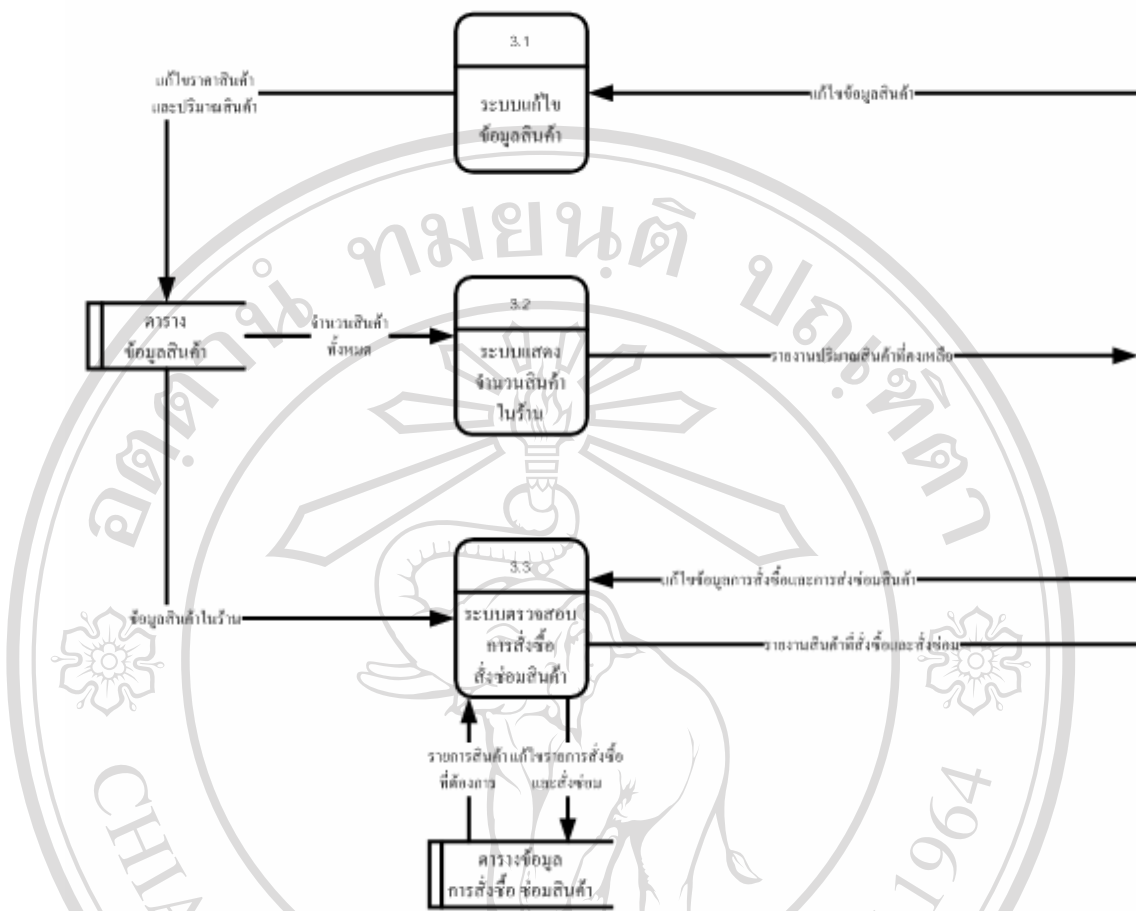 3.1
ระบบแก้ไข
ข้อมูลสินค้า
แก้ไขราคาสินค้า
และปริมาณสินค้า
แก้ไขข้อมูลสินค้า
ตาราง
ข้อมูลสินค้า
จำนวนสินค้า
ทั้งหมด
3.2
ระบบแสดง
จำนวนสินค้า
ในร้าน
รายงานปริมาณสินค้าที่คงเหลือ
3.3
ระบบตรวจสอบ
การสั่งซื้อ
สั่งซ่อมสินค้า
แก้ไขข้อมูลการสั่งซื้อและการส่งซ่อมสินค้า
ข้อมูลสินค้าในร้าน
รายงานสินค้าที่สั่งซื้อและสั่งซ่อม
รายการสินค้า
ที่ต้องการ
แก้ไขรายการสั่งซื้อ
และสั่งซ่อม
ตารางข้อมูล
การสั่งซื้อ ซ่อมสินค้า
ทมยนฺติ ปณฺฑิตา
1964